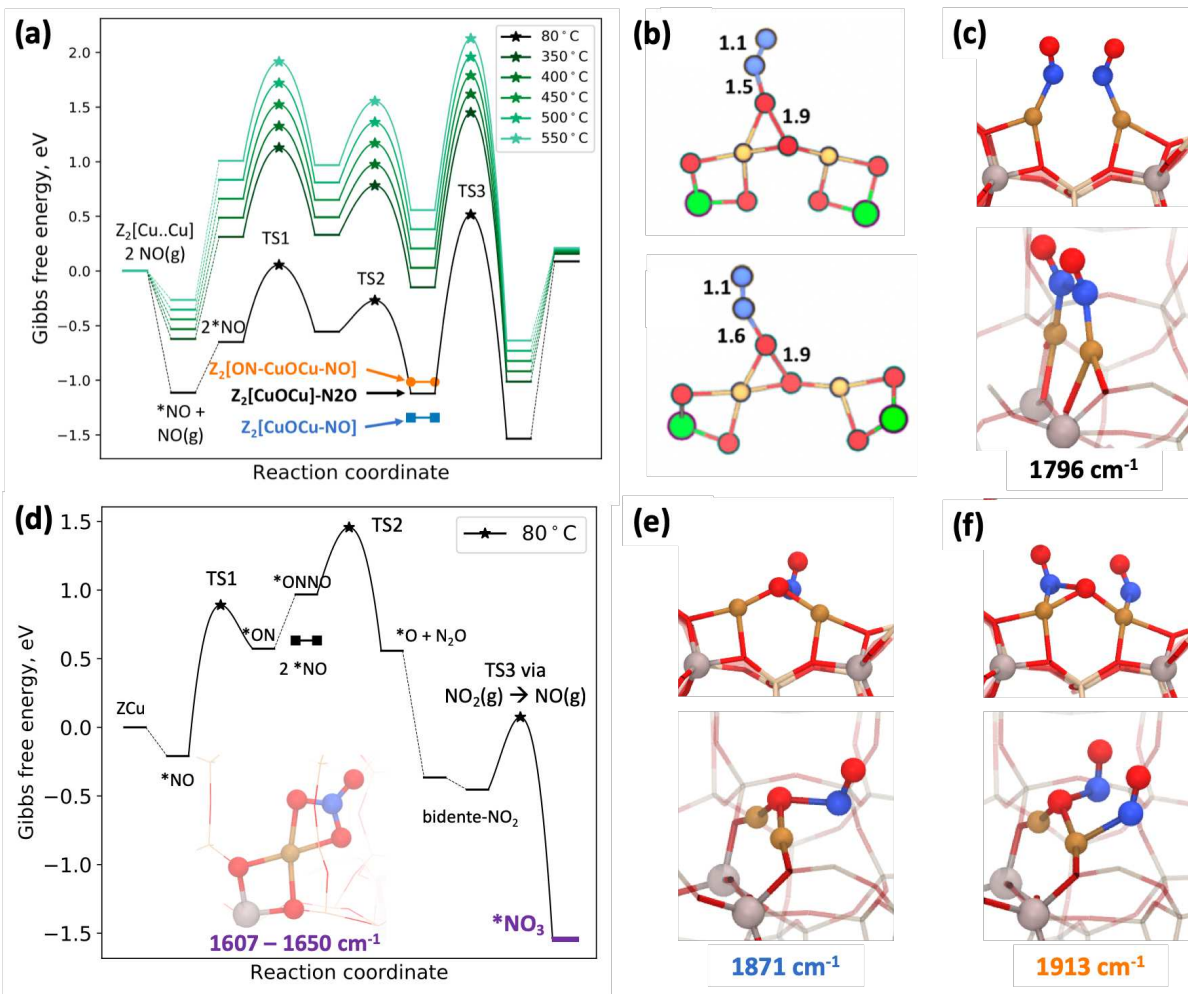 (a)
Gibbs free energy, eV
2.0
1.5
1.0
0.5
0.0
−0.5
−1.0
−1.5
80°C
350°C
400°C
450°C
500°C
550°C
Z2[Cu..Cu]
2 NO(g)
TS1
TS2
TS3
2*NO
*NO +
NO(g)
Z2[ON-CuOCu-NO]
Z2[CuOCu]-N2O
Z2[CuOCu-NO]
Reaction coordinate
(b)
1.1
1.5
1.9
1.1
1.6
1.9
(c)
1796 cm-1
(d)
Gibbs free energy, eV
1.5
1.0
0.5
0.0
−0.5
−1.0
−1.5
80°C
ZCu
*NO
TS1
*ON
*ONNO
2 *NO
TS2
*O + N2O
TS3 via
NO2(g) → NO(g)
bidente-NO2
*NO3
1607 – 1650 cm-1
Reaction coordinate
(e)
1871 cm-1
(f)
1913 cm-1